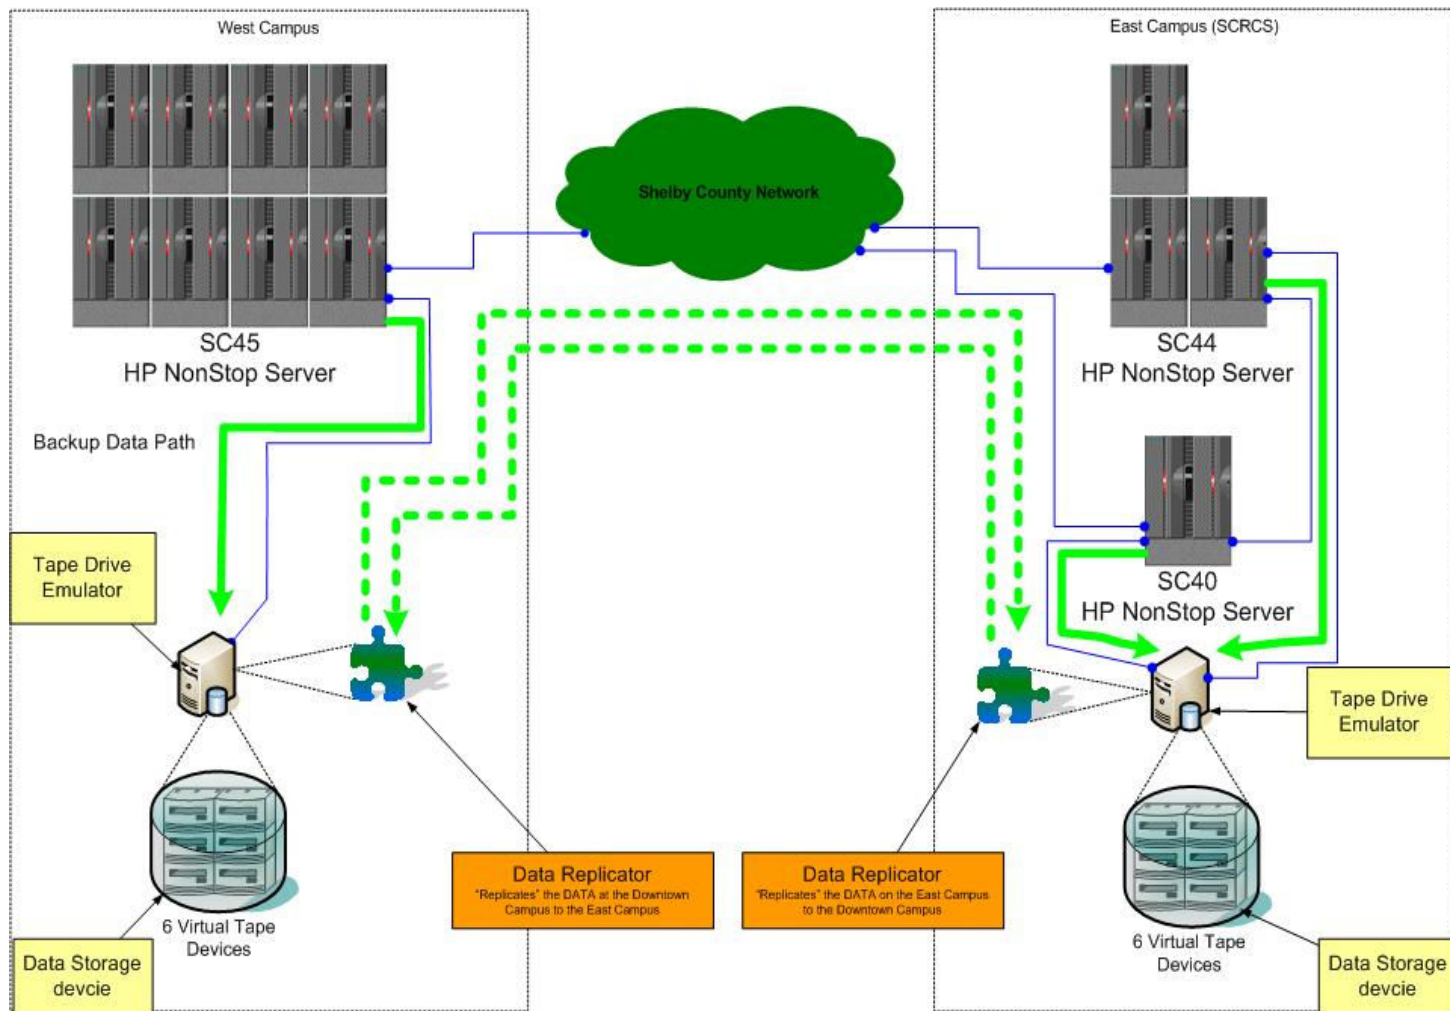 West Campus
East Campus (SCRCS)
Shelby County Network
SC45
HP NonStop Server
SC44
HP NonStop Server
Backup Data Path
SC40
HP NonStop Server
Tape Drive
Emulator
Tape Drive
Emulator
Data Replicator
"Replicates" the DATA at the Downtown
Campus to the East Campus
Data Replicator
"Replicates" the DATA on the East Campus
to the Downtown Campus
6 Virtual Tape
Devices
6 Virtual Tape
Devices
Data Storage
devcie
Data Storage
devcie